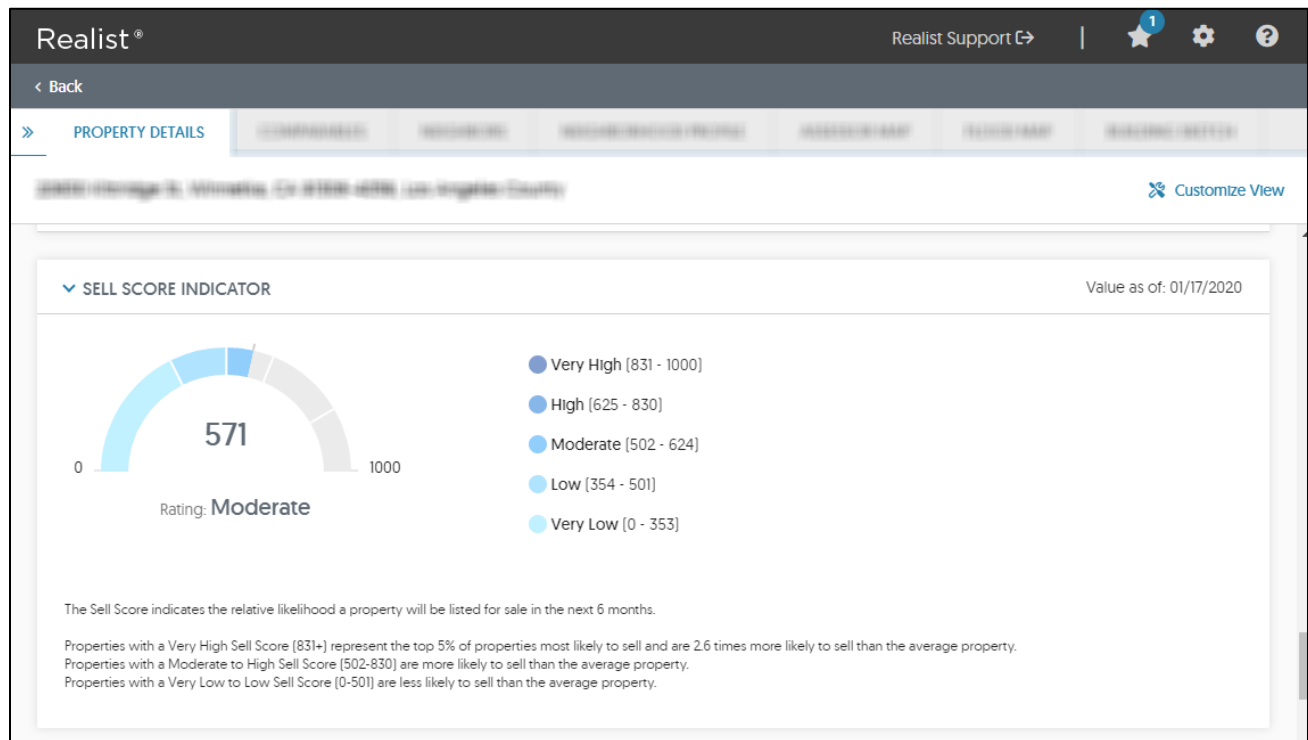 Realist®
Realist Support
1
< Back
» PROPERTY DETAILS
Customize View
SELL SCORE INDICATOR
Value as of: 01/17/2020
571
0
1000
Rating: Moderate
Very High (831 - 1000)
High (625 - 830)
Moderate (502 - 624)
Low (354 - 501)
Very Low (0 - 353)
The Sell Score indicates the relative likelihood a property will be listed for sale in the next 6 months.
Properties with a Very High Sell Score (831+) represent the top 5% of properties most likely to sell and are 2.6 times more likely to sell than the average property.
Properties with a Moderate to High Sell Score (502-830) are more likely to sell than the average property.
Properties with a Very Low to Low Sell Score (0-501) are less likely to sell than the average property.